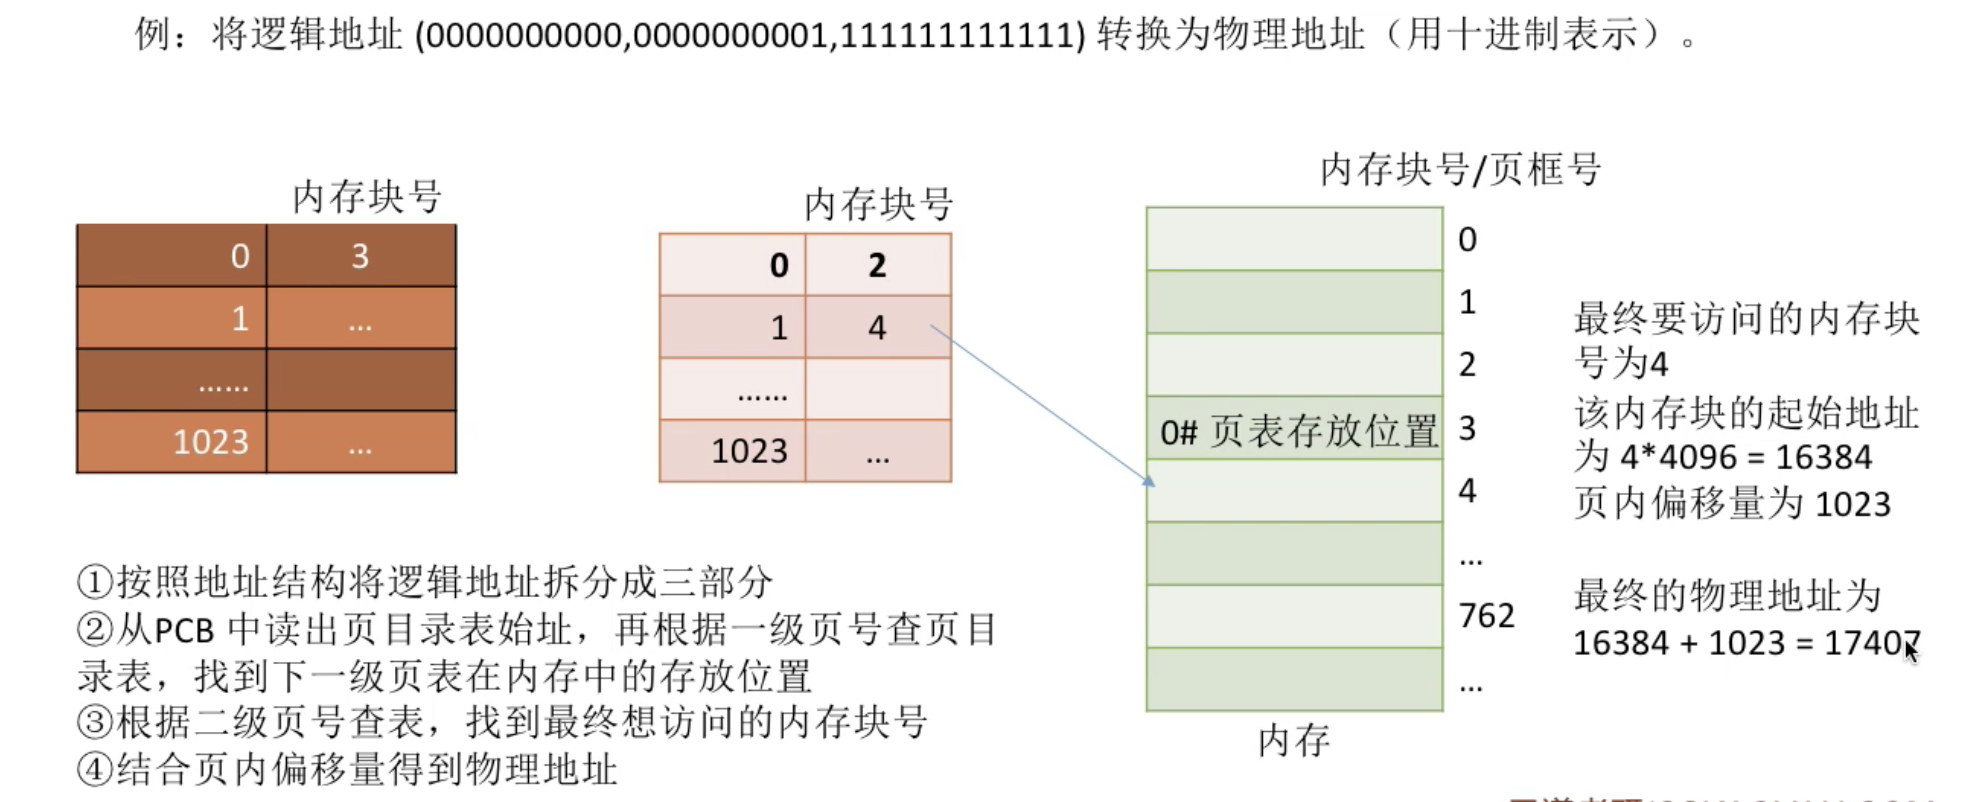 例：将逻辑地址 (0000000000,0000000001,111111111111) 转换为物理地址（用十进制表示）。
内存块号
0 3
1 ...
......
1023 ...
内存块号
0 2
1 4
......
1023 ...
内存块号/页框号
0
1
2
0# 页表存放位置 3
4
...
762
...
内存
最终要访问的内存块
号为4
该内存块的起始地址
为 4*4096 = 16384
页内偏移量为 1023
最终的物理地址为
16384 + 1023 = 17407
①按照地址结构将逻辑地址拆分成三部分
②从PCB 中读出页目录表始址，再根据一级页号查页目
录表，找到下一级页表在内存中的存放位置
③根据二级页号查表，找到最终想访问的内存块号
④结合页内偏移量得到物理地址